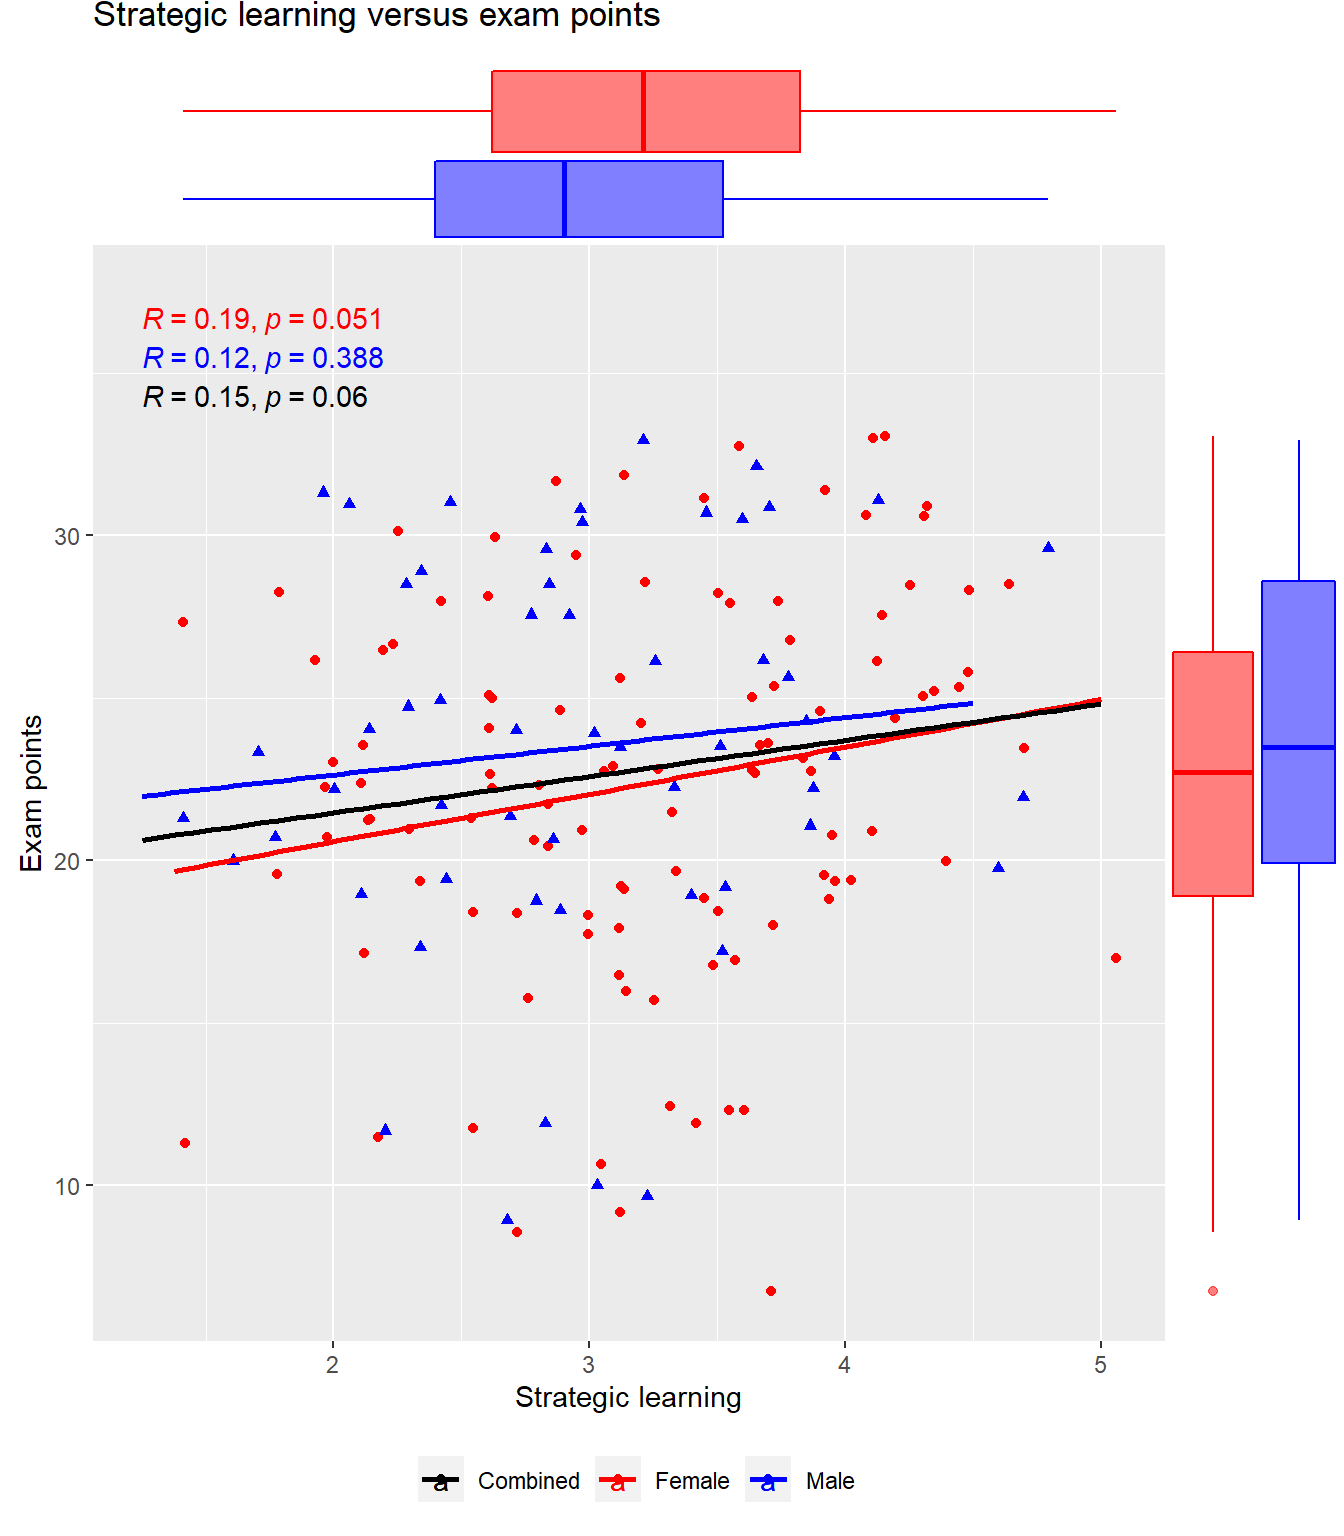 Strategic learning versus exam points
R = 0.19, p = 0.051
R = 0.12, p = 0.388
R = 0.15, p = 0.06
30
20
10
Exam points
2 3 4 5
Strategic learning
a Combined a Female a Male